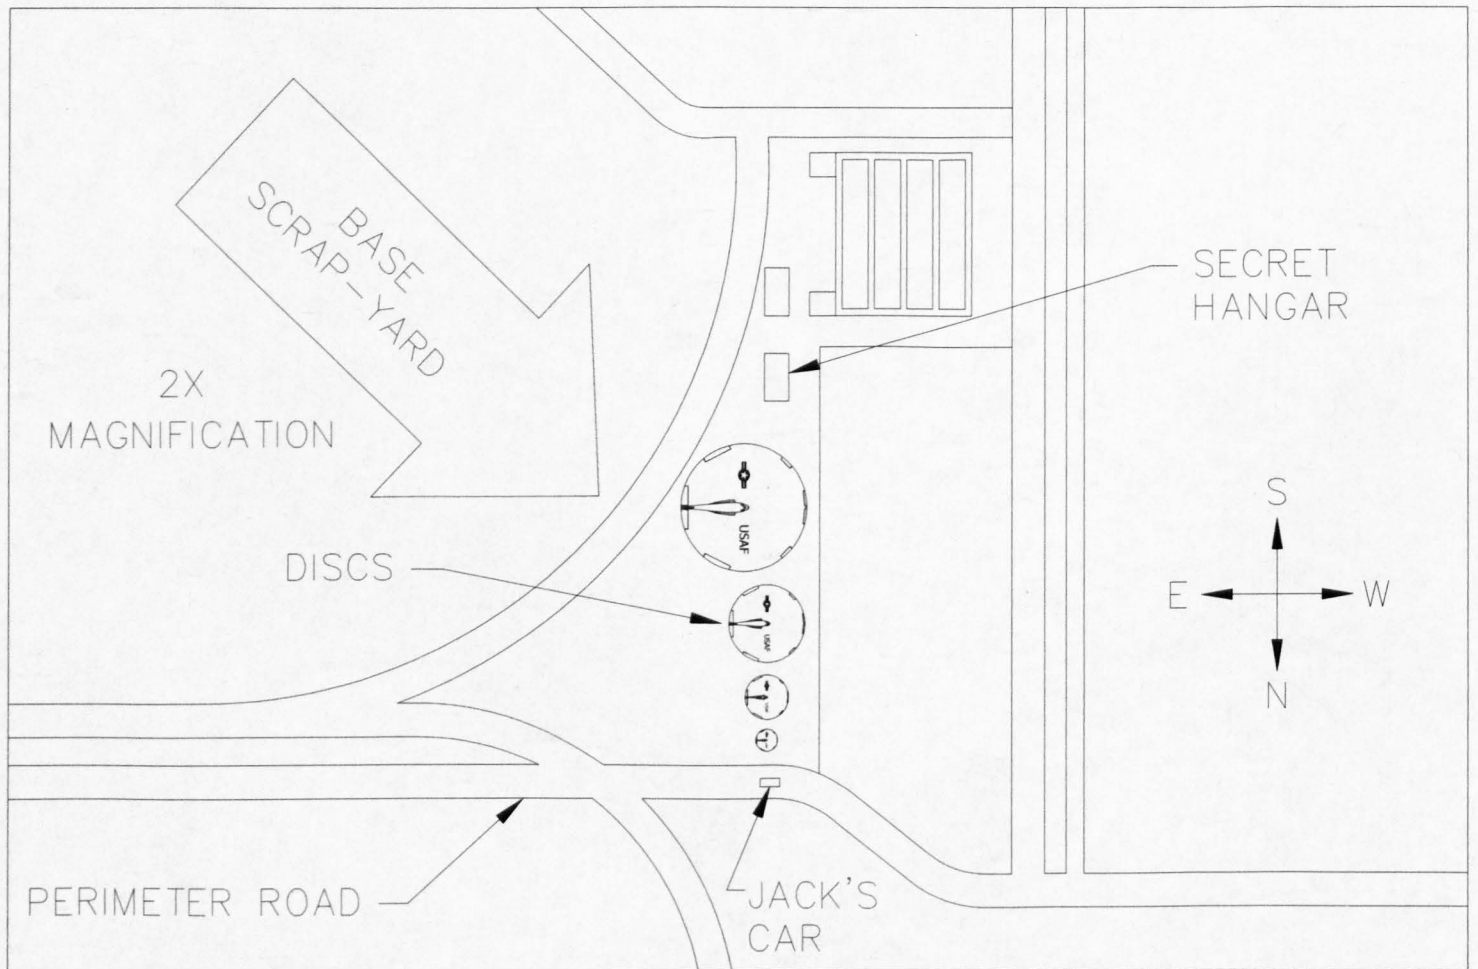 BASE
SCRAP-YARD
2X
MAGNIFICATION
SECRET
HANGAR
DISCS
USAF
USAF
S
E
W
N
PERIMETER ROAD
JACK'S
CAR